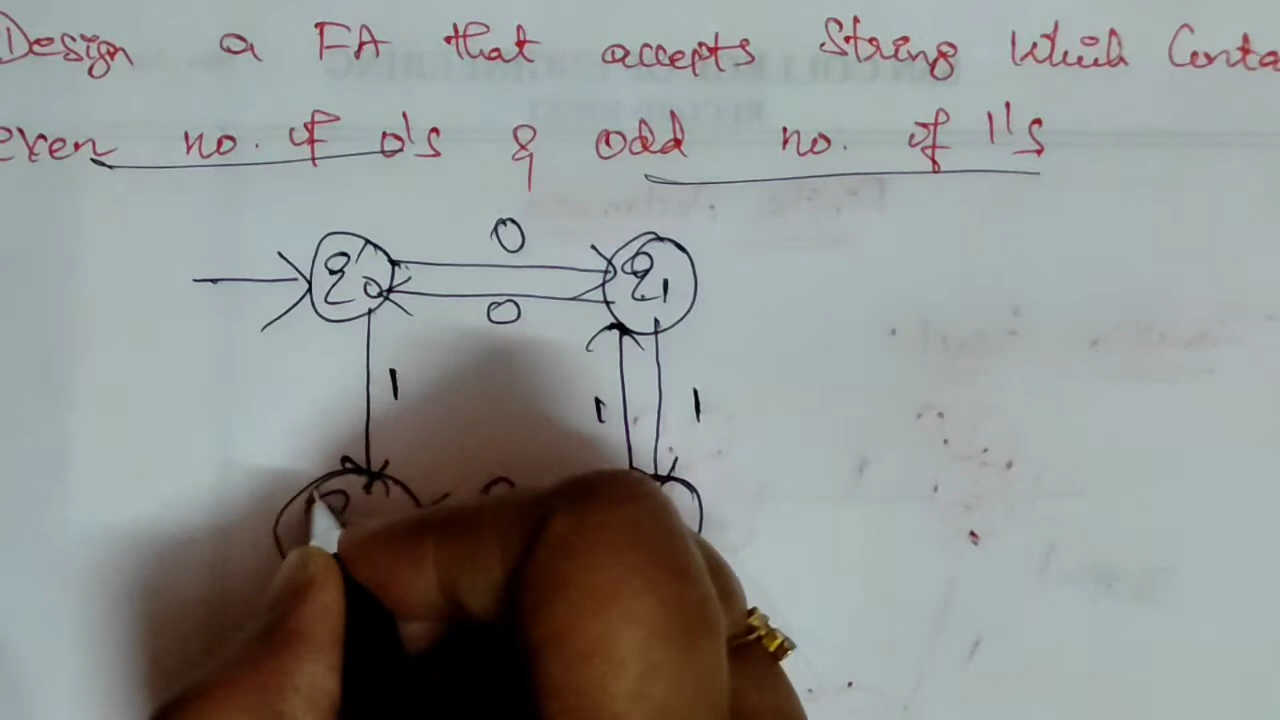 Design a FA that accepts string which Conta
even no. of 0's & odd no. of 1's
0
q0 q1
0
1 1 1